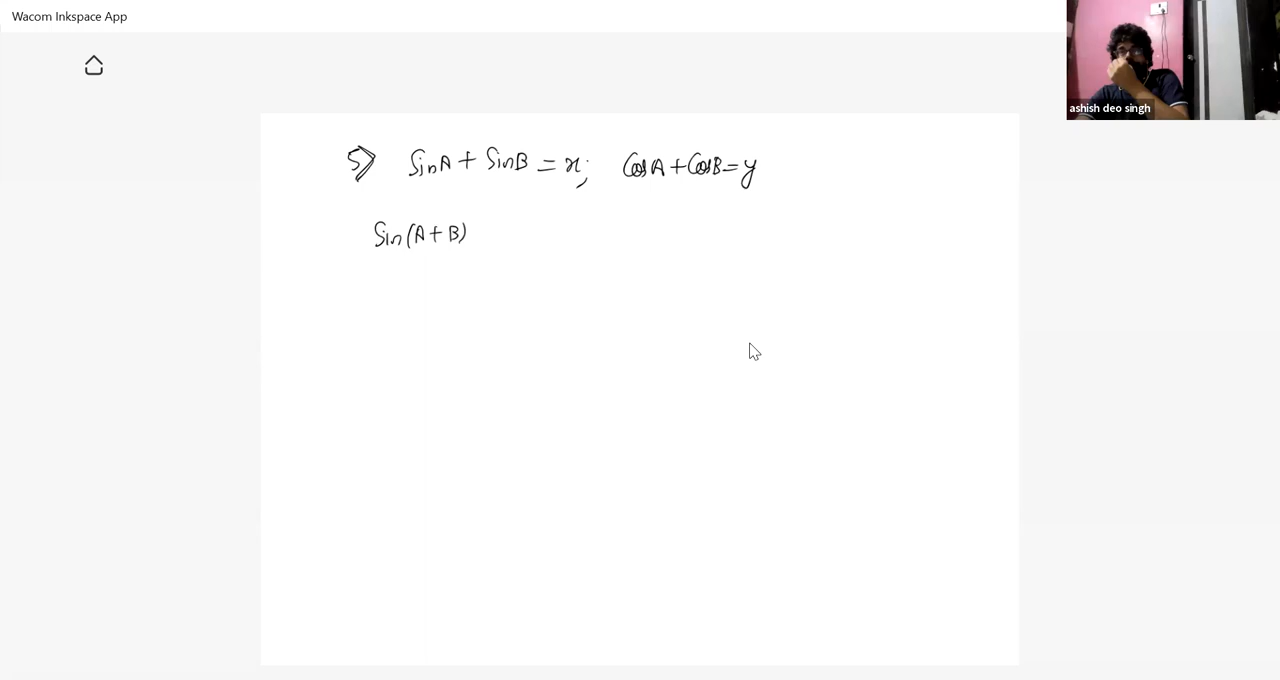 Wacom Inkspace App
ashish deo singh
5) SinA + SinB = x; CosA + CosB = y
Sin(A + B)